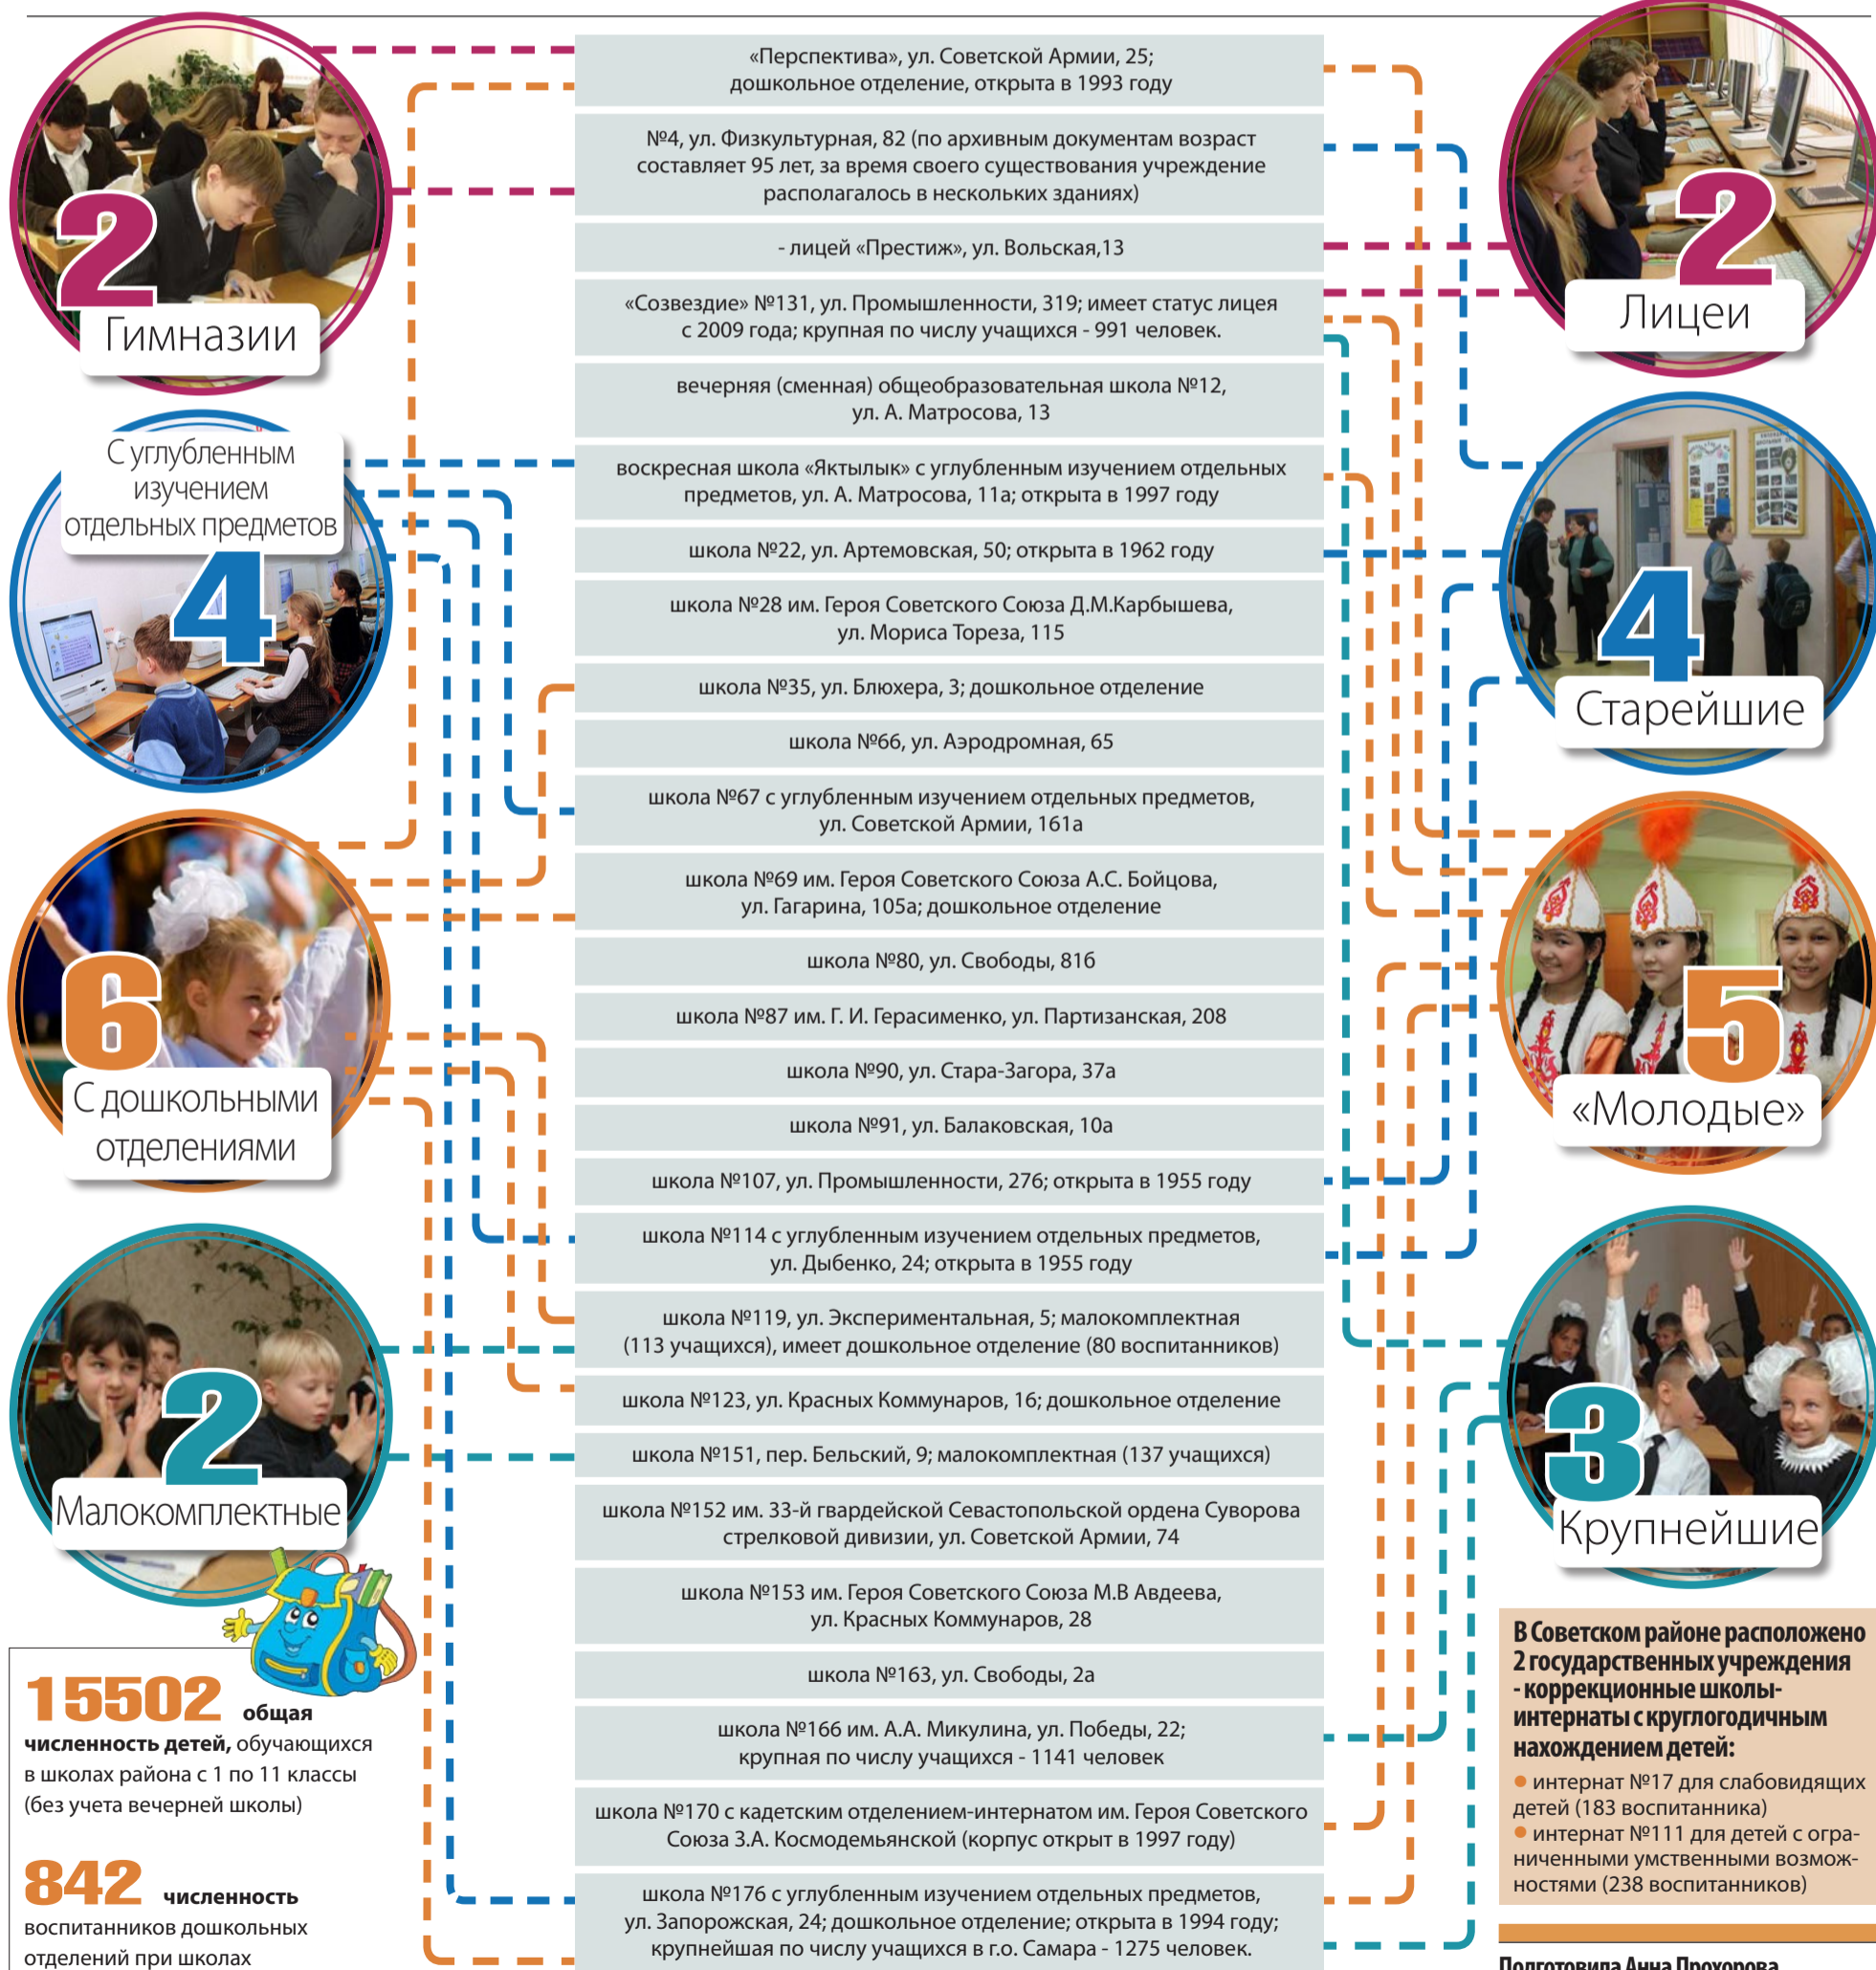 2
Гимназии
С углубленным
изучением
отдельных предметов
4
6
С дошкольными
отделениями
2
Малокомплектные
15502 общая
численность детей, обучающихся
в школах района с 1 по 11 классы
(без учета вечерней школы)
842 численность
воспитанников дошкольных
отделений при школах
«Перспектива», ул. Советской Армии, 25;
дошкольное отделение, открыта в 1993 году
№4, ул. Физкультурная, 82 (по архивным документам возраст
составляет 95 лет, за время своего существования учреждение
располагалось в нескольких зданиях)
- лицей «Престиж», ул. Вольская,13
«Созвездие» №131, ул. Промышленности, 319; имеет статус лицея
с 2009 года; крупная по числу учащихся - 991 человек.
вечерняя (сменная) общеобразовательная школа №12,
ул. А. Матросова, 13
воскресная школа «Яктылык» с углубленным изучением отдельных
предметов, ул. А. Матросова, 11а; открыта в 1997 году
школа №22, ул. Артемовская, 50; открыта в 1962 году
школа №28 им. Героя Советского Союза Д.М.Карбышева,
ул. Мориса Тореза, 115
школа №35, ул. Блюхера, 3; дошкольное отделение
школа №66, ул. Аэродромная, 65
школа №67 с углубленным изучением отдельных предметов,
ул. Советской Армии, 161а
школа №69 им. Героя Советского Союза А.С. Бойцова,
ул. Гагарина, 105а; дошкольное отделение
школа №80, ул. Свободы, 81б
школа №87 им. Г. И. Герасименко, ул. Партизанская, 208
школа №90, ул. Стара-Загора, 37а
школа №91, ул. Балаковская, 10а
школа №107, ул. Промышленности, 276; открыта в 1955 году
школа №114 с углубленным изучением отдельных предметов,
ул. Дыбенко, 24; открыта в 1955 году
школа №119, ул. Экспериментальная, 5; малокомплектная
(113 учащихся), имеет дошкольное отделение (80 воспитанников)
школа №123, ул. Красных Коммунаров, 16; дошкольное отделение
школа №151, пер. Бельский, 9; малокомплектная (137 учащихся)
школа №152 им. 33-й гвардейской Севастопольской ордена Суворова
стрелковой дивизии, ул. Советской Армии, 74
школа №153 им. Героя Советского Союза М.В Авдеева,
ул. Красных Коммунаров, 28
школа №163, ул. Свободы, 2а
школа №166 им. А.А. Микулина, ул. Победы, 22;
крупная по числу учащихся - 1141 человек
школа №170 с кадетским отделением-интернатом им. Героя Советского
Союза З.А. Космодемьянской (корпус открыт в 1997 году)
школа №176 с углубленным изучением отдельных предметов,
ул. Запорожская, 24; дошкольное отделение; открыта в 1994 году;
крупнейшая по числу учащихся в г.о. Самара - 1275 человек.
2
Лицеи
4
Старейшие
5
«Молодые»
3
Крупнейшие
В Советском районе расположено
2 государственных учреждения
- коррекционные школы-
интернаты с круглогодичным
нахождением детей:
• интернат №17 для слабовидящих
детей (183 воспитанника)
• интернат №111 для детей с огра-
ниченными умственными возмож-
ностями (238 воспитанников)
Подготовила Анна Прохорова